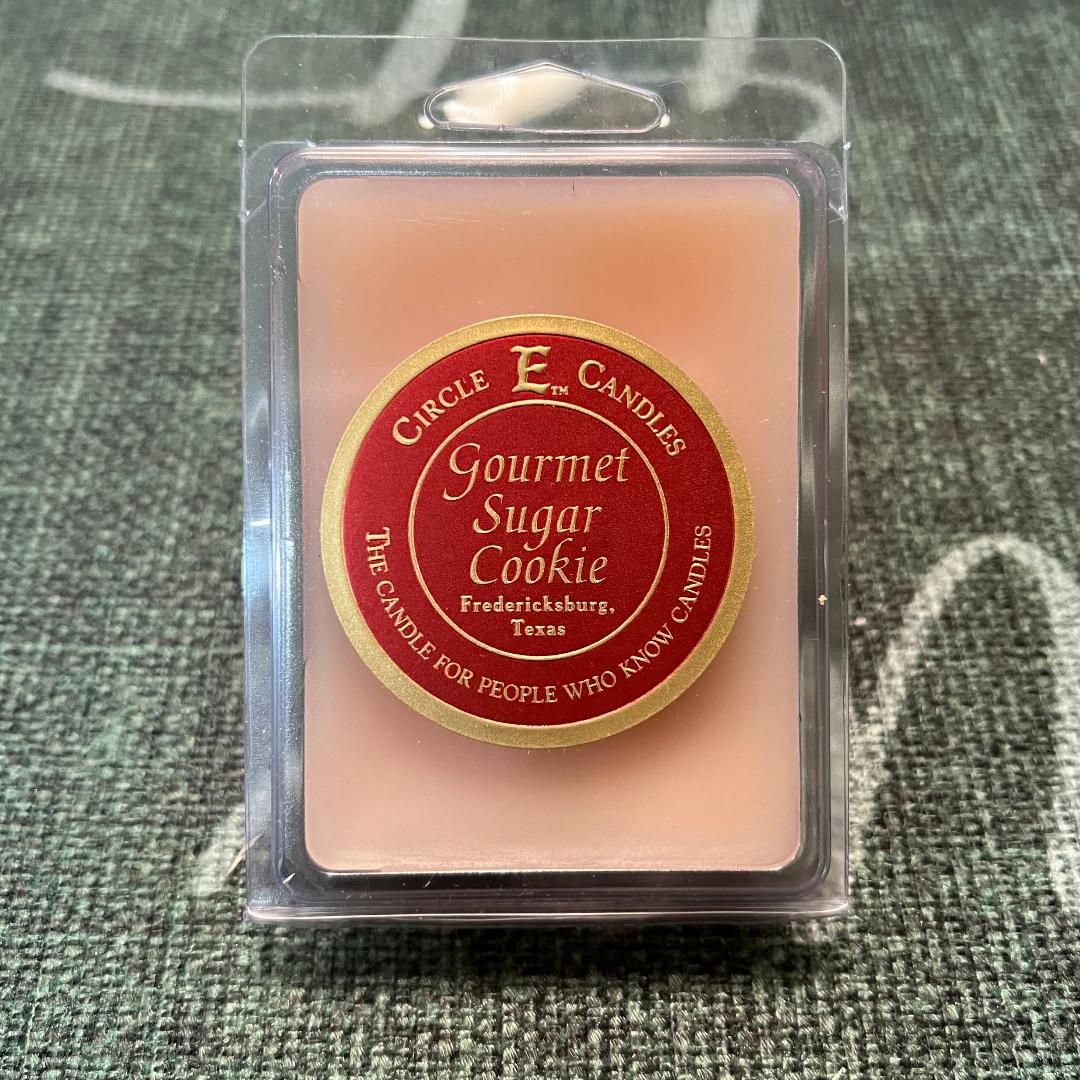 CIRCLE E™ CANDLES
Gourmet
Sugar
Cookie
Fredericksburg,
Texas
THE CANDLE FOR PEOPLE WHO KNOW CANDLES